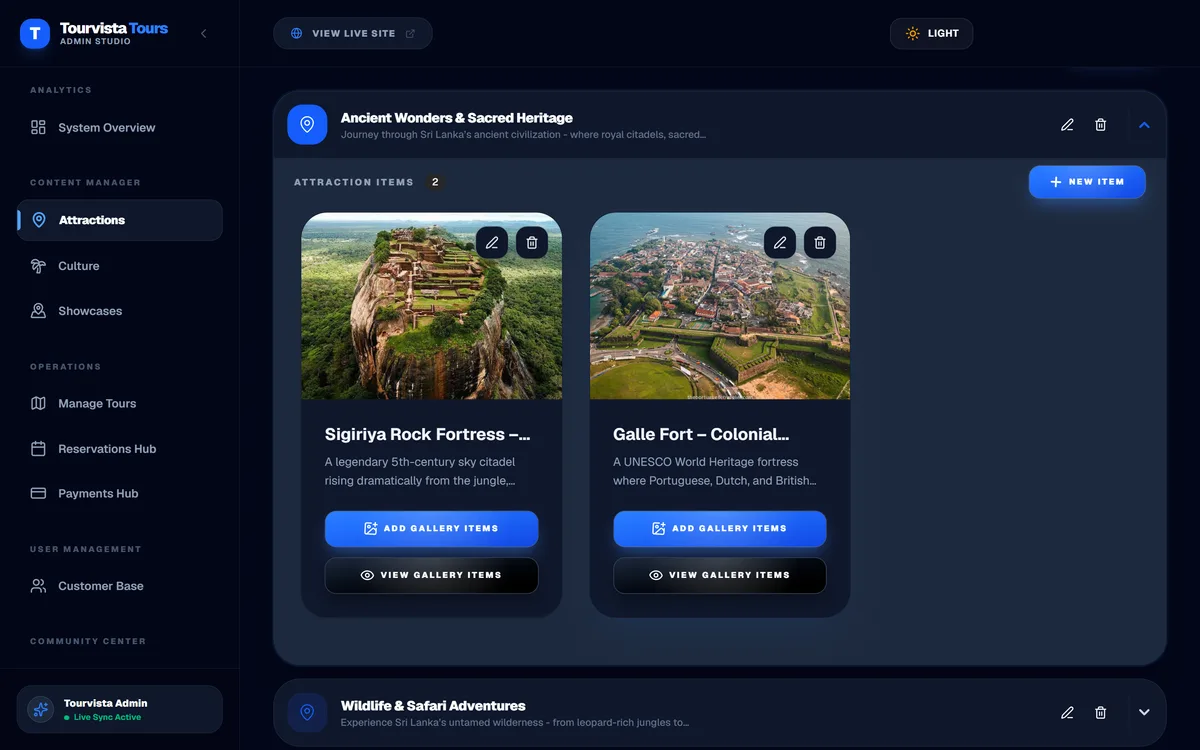 T
Tourvista Tours
ADMIN STUDIO
VIEW LIVE SITE
LIGHT
ANALYTICS
System Overview
CONTENT MANAGER
Attractions
Culture
Showcases
OPERATIONS
Manage Tours
Reservations Hub
Payments Hub
USER MANAGEMENT
Customer Base
COMMUNITY CENTER
Tourvista Admin
Live Sync Active
Ancient Wonders & Sacred Heritage
Journey through Sri Lanka's ancient civilization - where royal citadels, sacred...
ATTRACTION ITEMS 2
NEW ITEM
Sigiriya Rock Fortress –...
A legendary 5th-century sky citadel
rising dramatically from the jungle,...
ADD GALLERY ITEMS
VIEW GALLERY ITEMS
Galle Fort – Colonial...
A UNESCO World Heritage fortress
where Portuguese, Dutch, and British...
ADD GALLERY ITEMS
VIEW GALLERY ITEMS
Wildlife & Safari Adventures
Experience Sri Lanka's untamed wilderness - from leopard-rich jungles to...